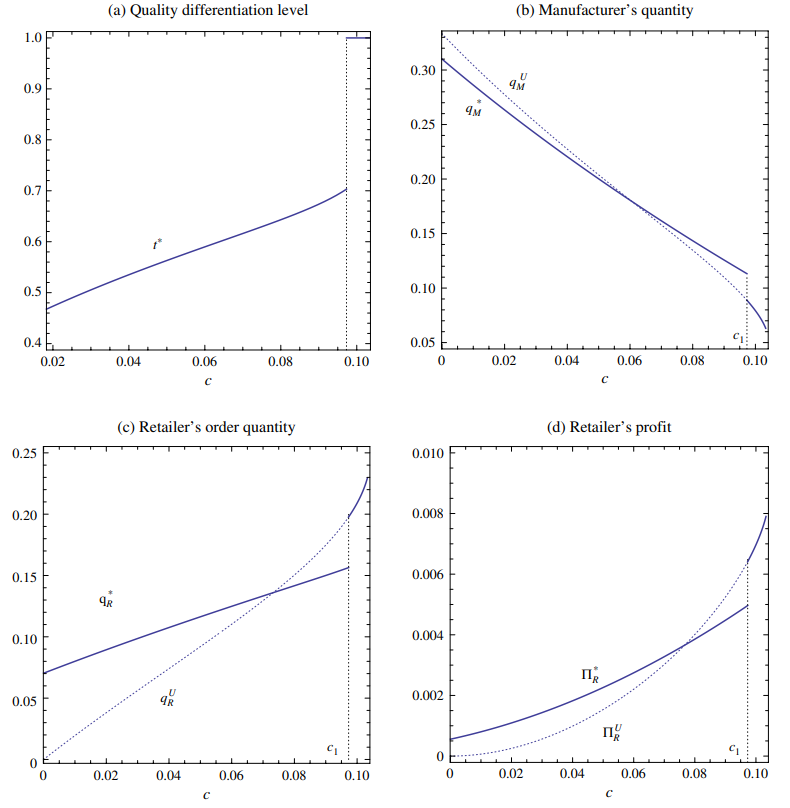 (a) Quality differentiation level
1.0
0.9
0.8
0.7
0.6
0.5
0.4
t*
0.02 0.04 0.06 0.08 0.10
c
(b) Manufacturer's quantity
0.30
0.25
0.20
0.15
0.10
0.05
q_M^U
q_M^*
c_1
0 0.02 0.04 0.06 0.08 0.10
c
(c) Retailer's order quantity
0.25
0.20
0.15
0.10
0.05
0
q_R^*
q_R^U
c_1
0 0.02 0.04 0.06 0.08 0.10
c
(d) Retailer's profit
0.010
0.008
0.006
0.004
0.002
0
Π_R^*
Π_R^U
c_1
0 0.02 0.04 0.06 0.08 0.10
c